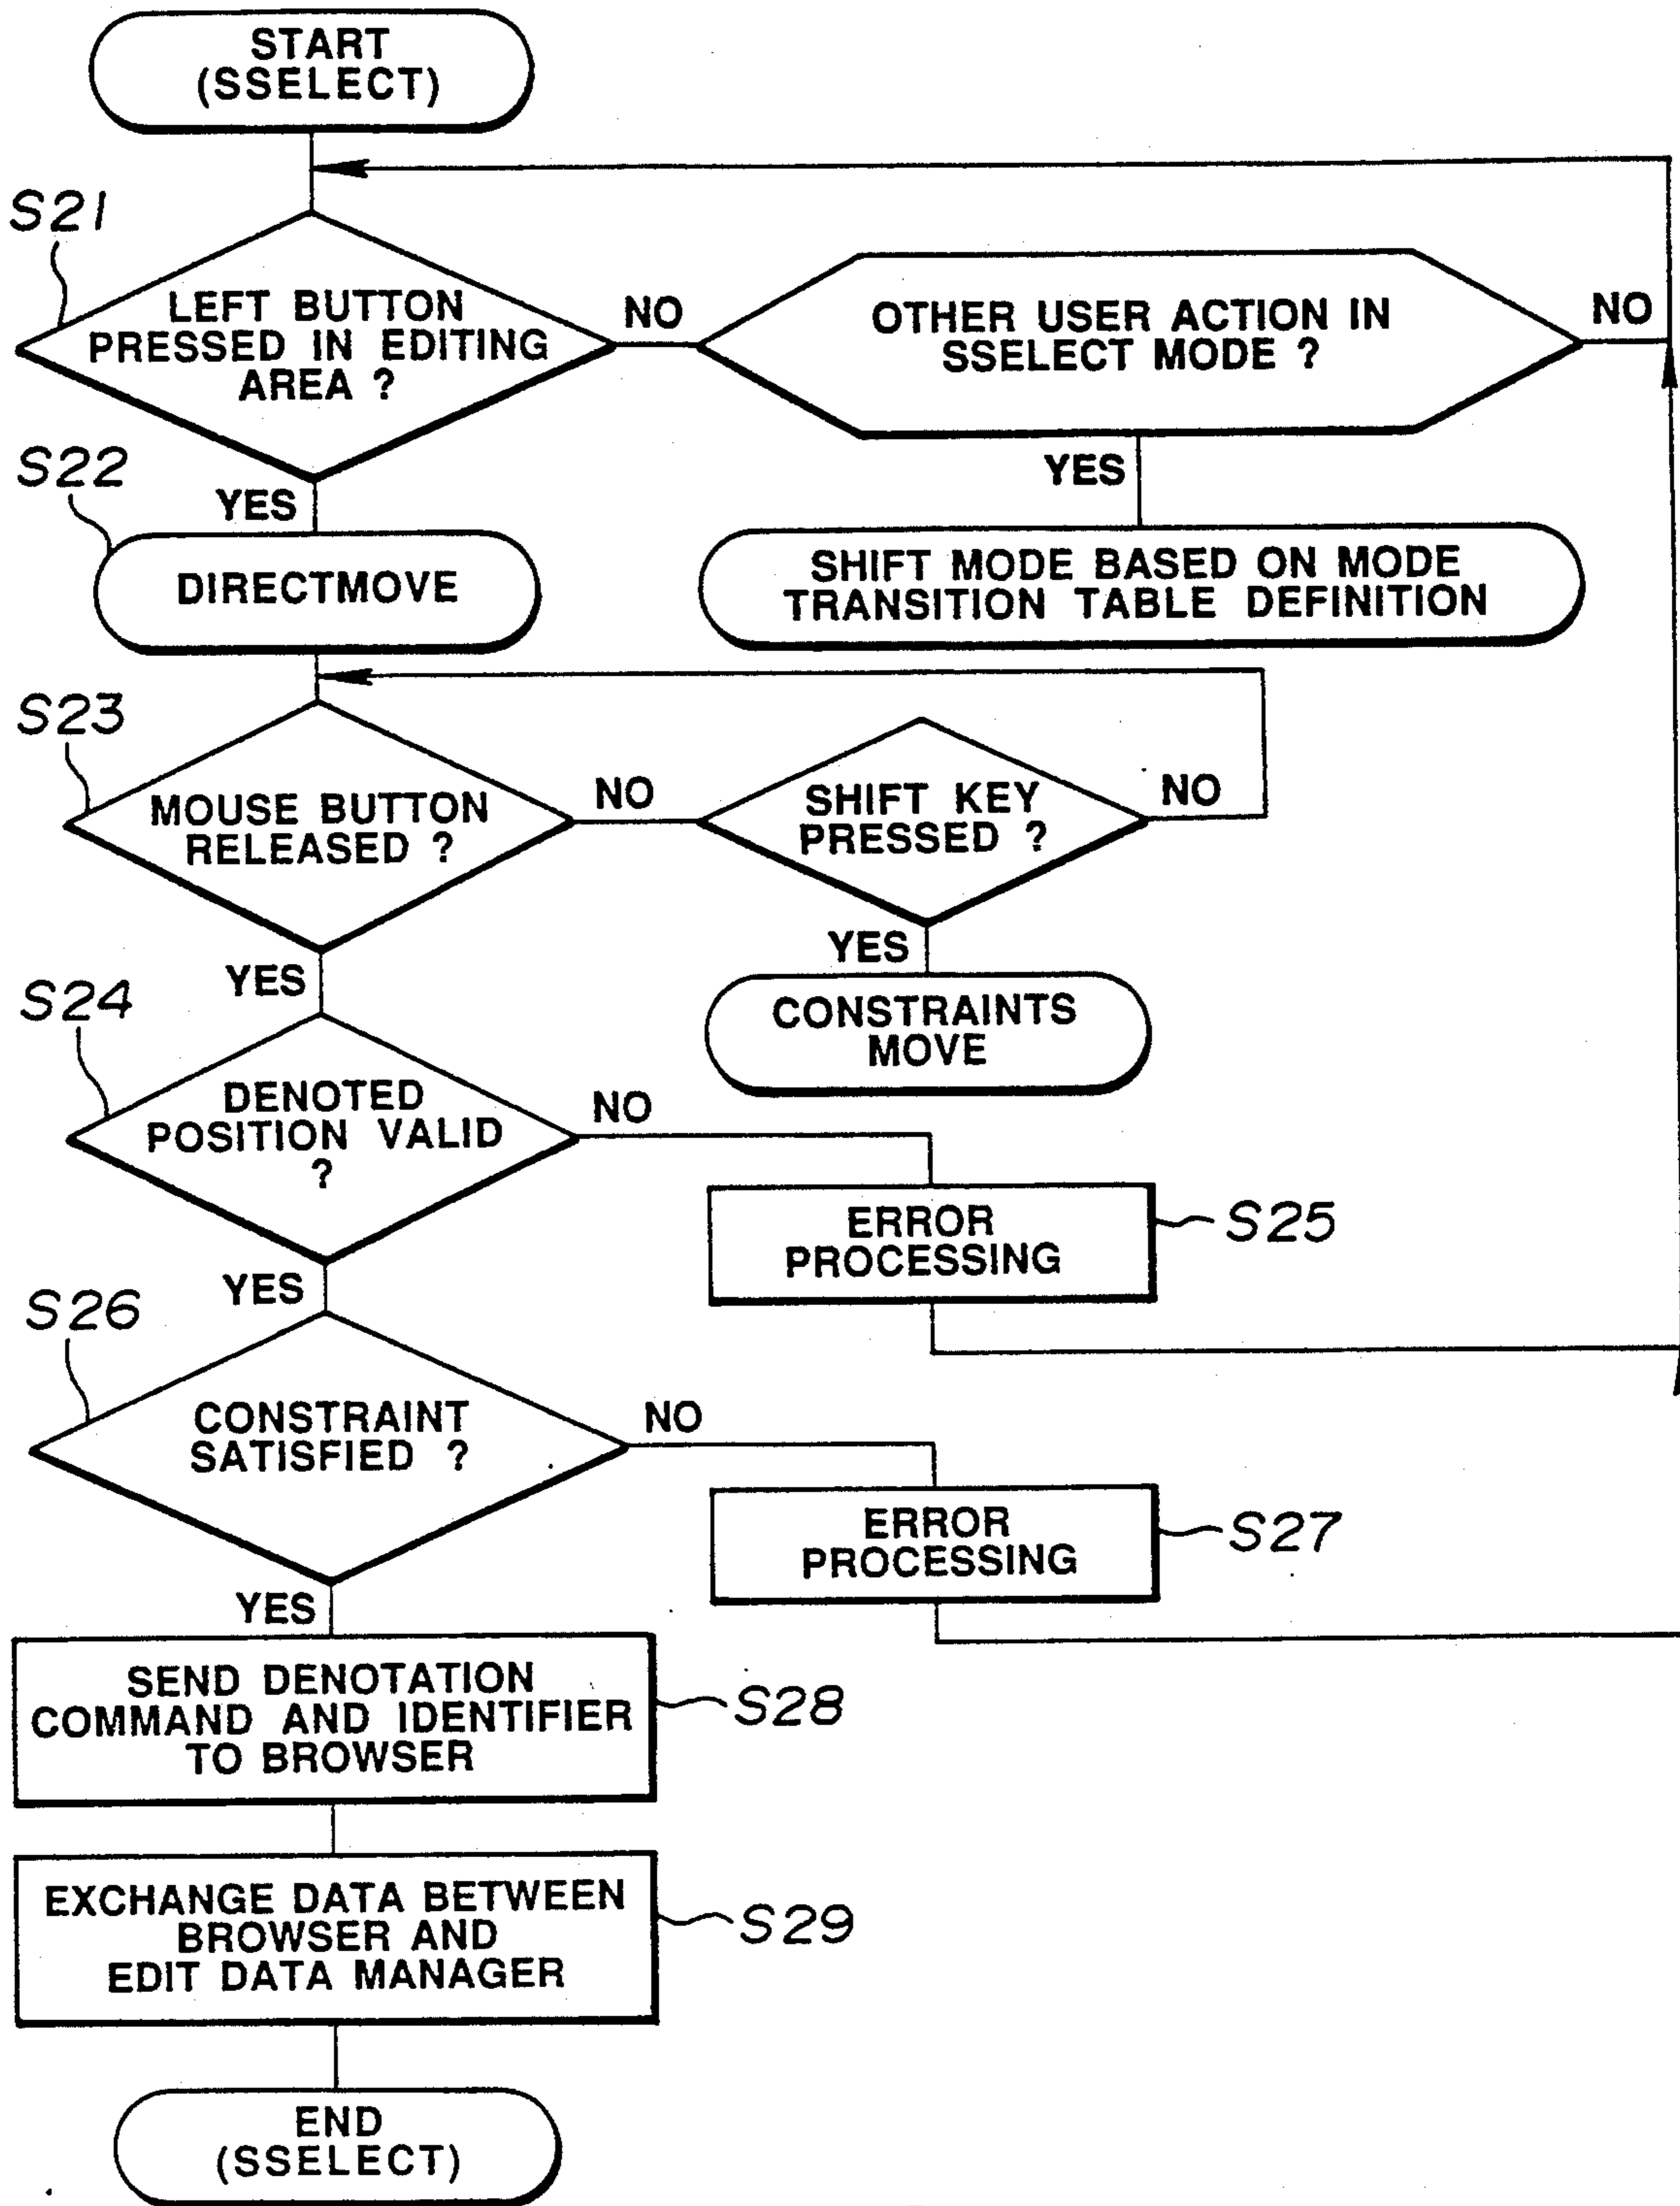 START
(SSELECT)
S21
LEFT BUTTON
PRESSED IN EDITING
AREA ?
NO
OTHER USER ACTION IN
SSELECT MODE ?
NO
YES
S22
YES
DIRECTMOVE
SHIFT MODE BASED ON MODE
TRANSITION TABLE DEFINITION
S23
MOUSE BUTTON
RELEASED ?
NO
SHIFT KEY
PRESSED ?
NO
YES
CONSTRAINTS
MOVE
YES
S24
DENOTED
POSITION VALID
?
NO
ERROR
PROCESSING
S25
YES
S26
CONSTRAINT
SATISFIED ?
NO
ERROR
PROCESSING
S27
YES
SEND DENOTATION
COMMAND AND IDENTIFIER
TO BROWSER
S28
EXCHANGE DATA BETWEEN
BROWSER AND
EDIT DATA MANAGER
S29
END
(SSELECT)